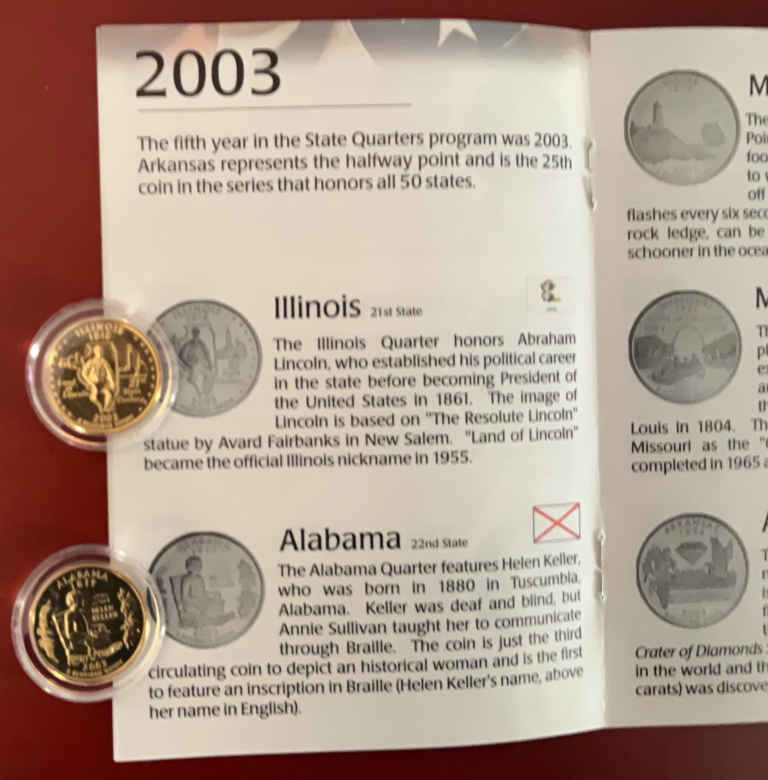 2003
The fifth year in the State Quarters program was 2003.
Arkansas represents the halfway point and is the 25th
coin in the series that honors all 50 states.
Illinois 21st State
The Illinois Quarter honors Abraham
Lincoln, who established his political career
in the state before becoming President of
the United States in 1861. The image of
Lincoln is based on "The Resolute Lincoln"
statue by Avard Fairbanks in New Salem. "Land of Lincoln"
became the official Illinois nickname in 1955.
ILLINOIS
1818
Alabama 22nd State
The Alabama Quarter features Helen Keller,
who was born in 1880 in Tuscumbia,
Alabama. Keller was deaf and blind, but
Annie Sullivan taught her to communicate
through Braille. The coin is just the third
circulating coin to depict an historical woman and is the first
to feature an inscription in Braille (Helen Keller's name, above
her name in English).
ALABAMA
1819
HELEN
KELLER
2003
M
The
flashes every six
rock ledge, can be
schooner in the
Louis in 1804.
Missouri as the
completed in 1965
ARKANSAS
Crater of Diamonds
in the world and
carats) was